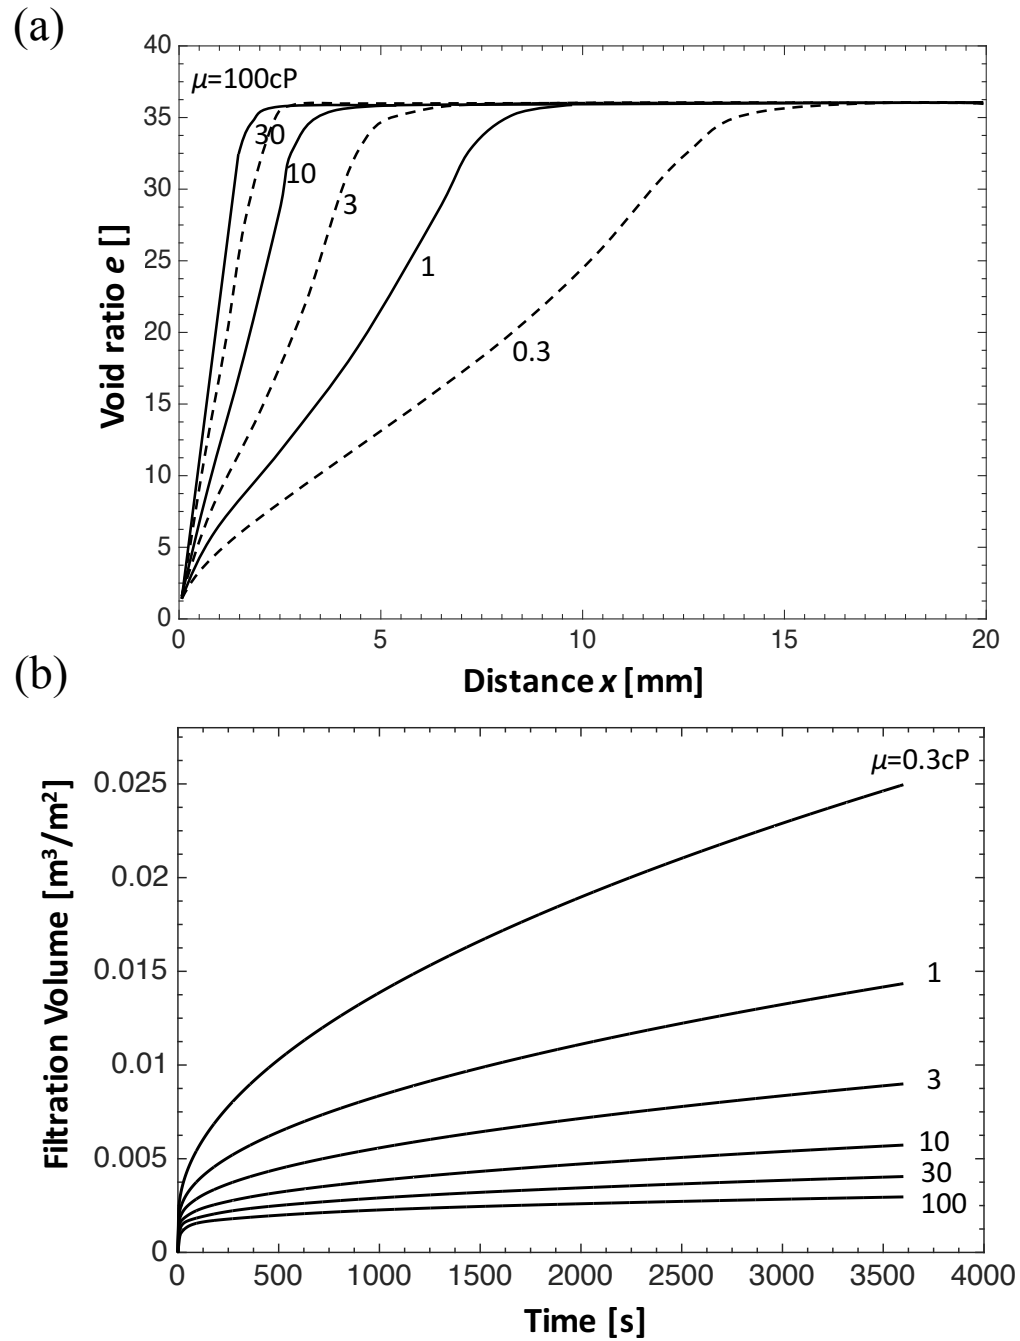 (a)
40
35
30
25
20
15
10
5
0
μ=100cP
30
10
3
1
0.3
Void ratio e []
0 5 10 15 20
Distance x [mm]
(b)
0.025
0.02
0.015
0.01
0.005
0
μ=0.3cP
1
3
10
30
100
Filtration Volume [m³/m²]
0 500 1000 1500 2000 2500 3000 3500 4000
Time [s]